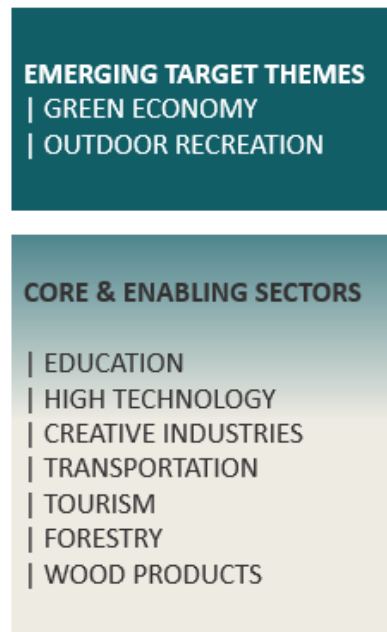 EMERGING TARGET THEMES
| GREEN ECONOMY
| OUTDOOR RECREATION
CORE & ENABLING SECTORS
| EDUCATION
| HIGH TECHNOLOGY
| CREATIVE INDUSTRIES
| TRANSPORTATION
| TOURISM
| FORESTRY
| WOOD PRODUCTS